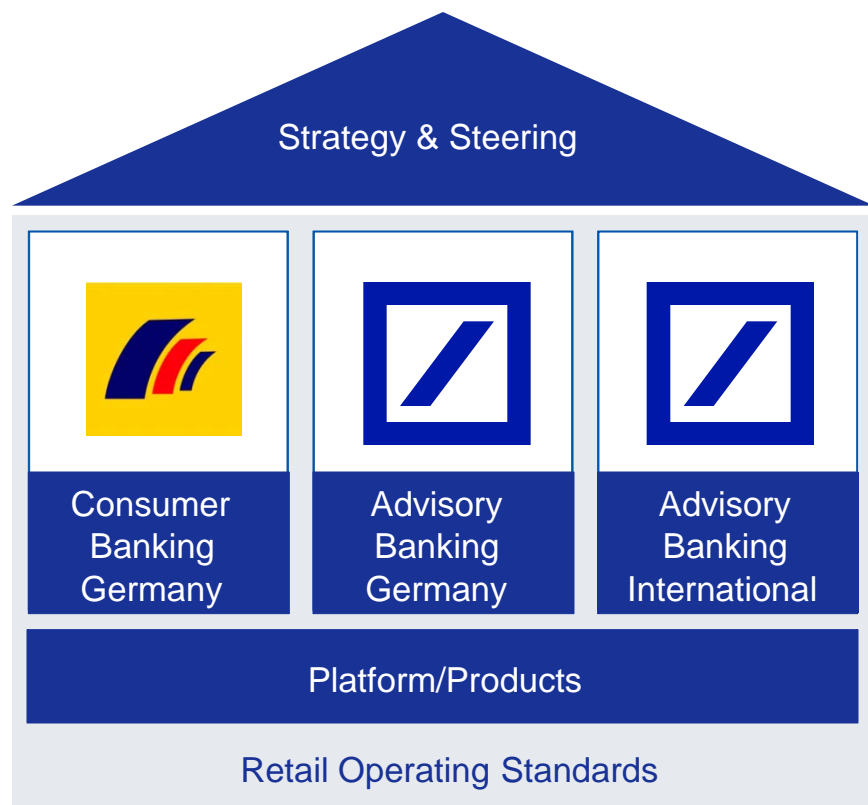 Strategy & Steering
Consumer
Banking
Germany
Advisory
Banking
Germany
Advisory
Banking
International
Platform/Products
Retail Operating Standards